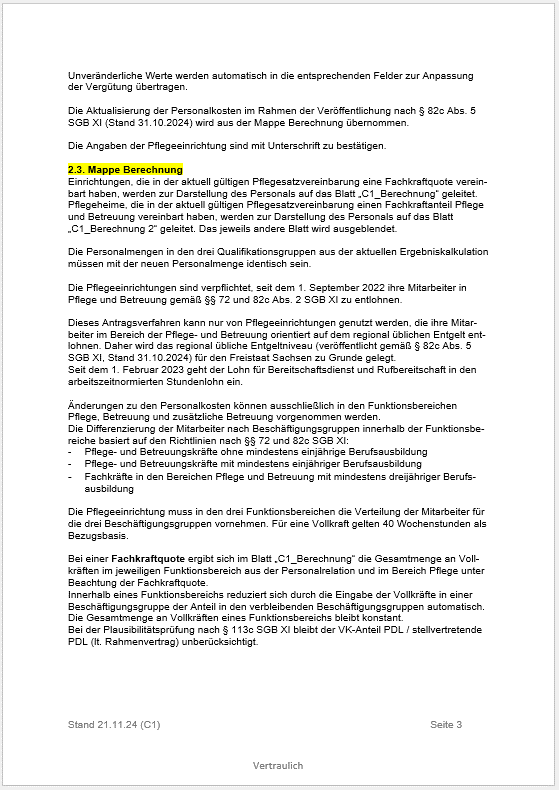 Unveränderliche Werte werden automatisch in die entsprechenden Felder zur Anpassung
der Vergütung übertragen.
Die Aktualisierung der Personalkosten im Rahmen der Veröffentlichung nach § 82c Abs. 5
SGB XI (Stand 31.10.2024) wird aus der Mappe Berechnung übernommen.
Die Angaben der Pflegeeinrichtung sind mit Unterschrift zu bestätigen.
2.3. Mappe Berechnung
Einrichtungen, die in der aktuell gültigen Pflegesatzvereinbarung eine Fachkraftquote verein-
bart haben, werden zur Darstellung des Personals auf das Blatt „C1_Berechnung“ geleitet.
Pflegeheime, die in der aktuell gültigen Pflegesatzvereinbarung einen Fachkraftanteil Pflege
und Betreuung vereinbart haben, werden zur Darstellung des Personals auf das Blatt
„C1_Berechnung 2“ geleitet. Das jeweils andere Blatt wird ausgeblendet.
Die Personalmengen in den drei Qualifikationsgruppen aus der aktuellen Ergebniskalkulation
müssen mit der neuen Personalmenge identisch sein.
Die Pflegeeinrichtungen sind verpflichtet, seit dem 1. September 2022 ihre Mitarbeiter in
Pflege und Betreuung gemäß §§ 72 und 82c Abs. 2 SGB XI zu entlohnen.
Dieses Antragsverfahren kann nur von Pflegeeinrichtungen genutzt werden, die ihre Mitar-
beiter im Bereich der Pflege- und Betreuung orientiert auf dem regional üblichen Entgelt ent-
lohnen. Daher wird das regional übliche Entgeltniveau (veröffentlicht gemäß § 82c Abs. 5
SGB XI, Stand 31.10.2024) für den Freistaat Sachsen zu Grunde gelegt.
Seit dem 1. Februar 2023 geht der Lohn für Bereitschaftsdienst und Rufbereitschaft in den
arbeitszeitnormierten Stundenlohn ein.
Änderungen zu den Personalkosten können ausschließlich in den Funktionsbereichen
Pflege, Betreuung und zusätzliche Betreuung vorgenommen werden.
Die Differenzierung der Mitarbeiter nach Beschäftigungsgruppen innerhalb der Funktionsbe-
reiche basiert auf den Richtlinien nach §§ 72 und 82c SGB XI:
- Pflege- und Betreuungskräfte ohne mindestens einjährige Berufsausbildung
- Pflege- und Betreuungskräfte mit mindestens einjähriger Berufsausbildung
- Fachkräfte in den Bereichen Pflege und Betreuung mit mindestens dreijähriger Berufs-
ausbildung
Die Pflegeeinrichtung muss in den drei Funktionsbereichen die Verteilung der Mitarbeiter für
die drei Beschäftigungsgruppen vornehmen. Für eine Vollkraft gelten 40 Wochenstunden als
Bezugsbasis.
Bei einer Fachkraftquote ergibt sich im Blatt „C1_Berechnung“ die Gesamtmenge an Voll-
kräften im jeweiligen Funktionsbereich aus der Personalrelation und im Bereich Pflege unter
Beachtung der Fachkraftquote.
Innerhalb eines Funktionsbereichs reduziert sich durch die Eingabe der Vollkräfte in einer
Beschäftigungsgruppe der Anteil in den verbleibenden Beschäftigungsgruppen automatisch.
Die Gesamtmenge an Vollkräften eines Funktionsbereichs bleibt konstant.
Bei der Plausibilitätsprüfung nach § 113c SGB XI bleibt der VK-Anteil PDL / stellvertretende
PDL (lt. Rahmenvertrag) unberücksichtigt.
Stand 21.11.24 (C1) Seite 3
Vertraulich